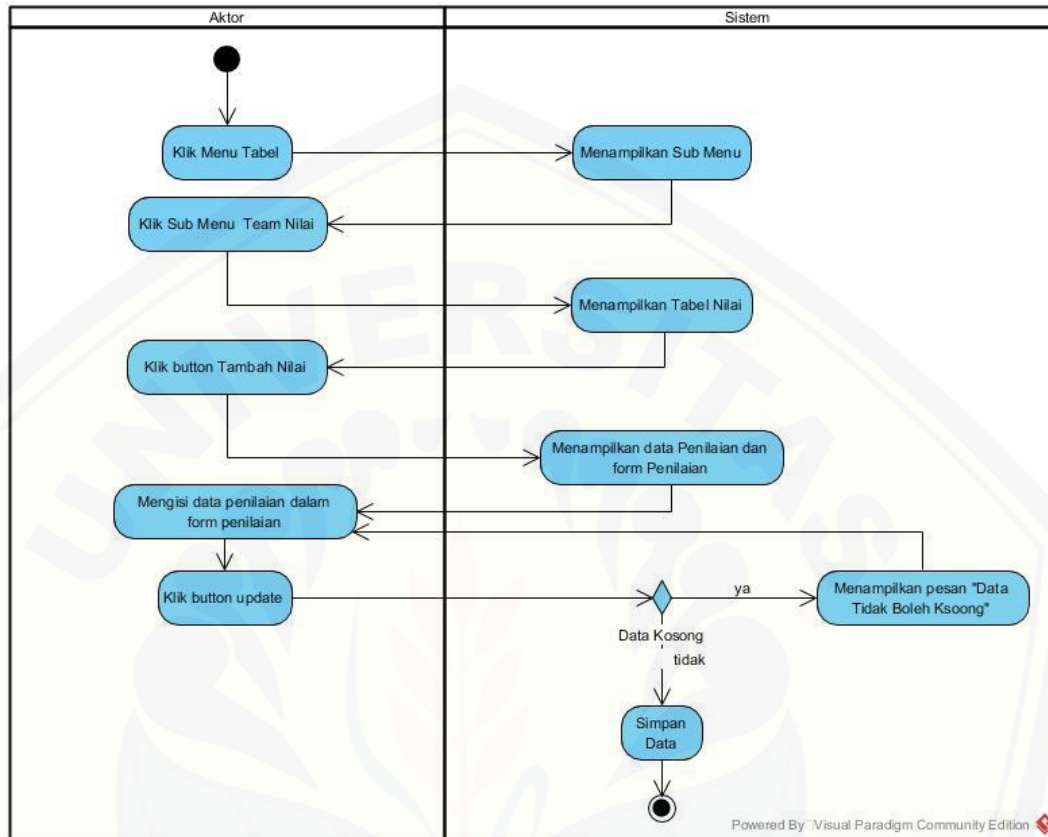 Aktor
Sistem
Klik Menu Tabel
Menampilkan Sub Menu
Klik Sub Menu Team Nilai
Menampilkan Tabel Nilai
Klik button Tambah Nilai
Menampilkan data Penilaian dan
form Penilaian
Mengisi data penilaian dalam
form penilaian
Klik button update
ya
Menampilkan pesan "Data
Tidak Boleh Ksoong"
Data Kosong
tidak
Simpan
Data
UNIVERSITAS
Powered By Visual Paradigm Community Edition